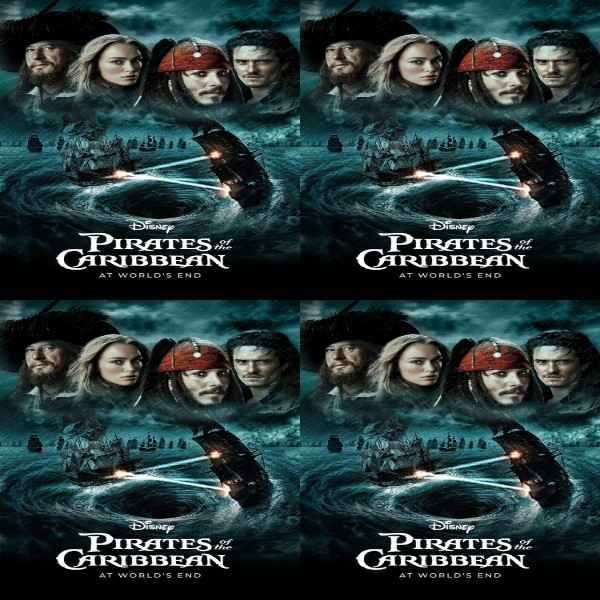 Disney
PIRATES of the
CARIBBEAN
AT WORLD'S END
Disney
PIRATES of the
CARIBBEAN
AT WORLD'S END
Disney
PIRATES of the
CARIBBEAN
AT WORLD'S END
Disney
PIRATES of the
CARIBBEAN
AT WORLD'S END